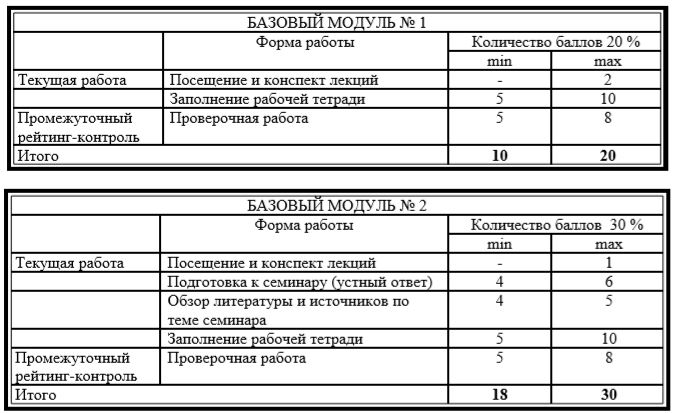 БАЗОВЫЙ МОДУЛЬ № 1
Форма работы Количество баллов 20 %
min max
Текущая работа Посещение и конспект лекций - 2
Заполнение рабочей тетради 5 10
Промежуточный рейтинг-контроль Проверочная работа 5 8
Итого 10 20
БАЗОВЫЙ МОДУЛЬ № 2
Форма работы Количество баллов 30 %
min max
Текущая работа Посещение и конспект лекций - 1
Подготовка к семинару (устный ответ) 4 6
Обзор литературы и источников по теме семинара 4 5
Заполнение рабочей тетради 5 10
Промежуточный рейтинг-контроль Проверочная работа 5 8
Итого 18 30